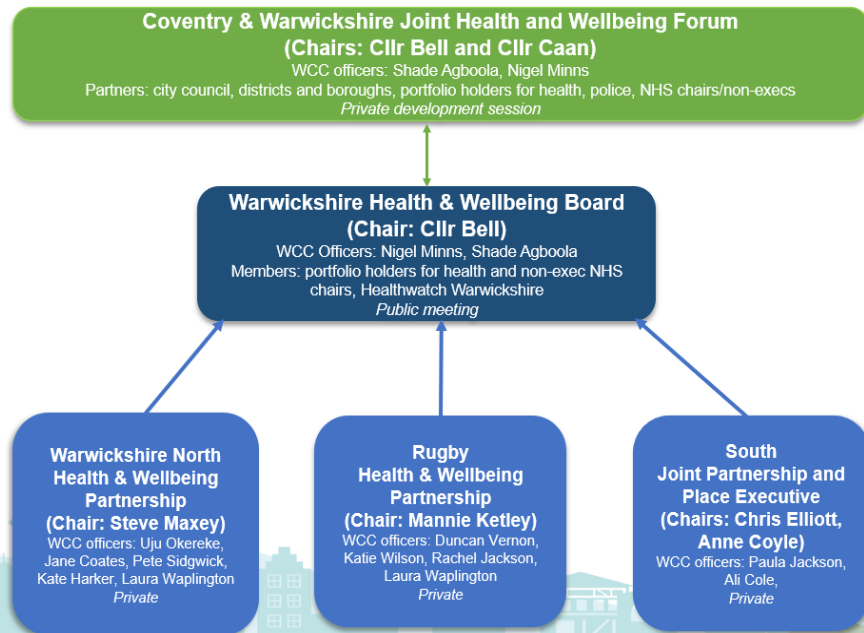 Coventry & Warwickshire Joint Health and Wellbeing Forum
(Chairs: Cllr Bell and Cllr Caan)
WCC officers: Shade Agboola, Nigel Minns
Partners: city council, districts and boroughs, portfolio holders for health, police, NHS chairs/non-execs
Private development session
Warwickshire Health & Wellbeing Board
(Chair: Cllr Bell)
WCC Officers: Nigel Minns, Shade Agboola
Members: portfolio holders for health and non-exec NHS
chairs, Healthwatch Warwickshire
Public meeting
Warwickshire North
Health & Wellbeing
Partnership
(Chair: Steve Maxey)
WCC officers: Uju Okereke,
Jane Coates, Pete Sidgwick,
Kate Harker, Laura Waplington
Private
Rugby
Health & Wellbeing
Partnership
(Chair: Mannie Ketley)
WCC officers: Duncan Vernon,
Katie Wilson, Rachel Jackson,
Laura Waplington
Private
South
Joint Partnership and
Place Executive
(Chairs: Chris Elliott,
Anne Coyle)
WCC officers: Paula Jackson,
Ali Cole,
Private